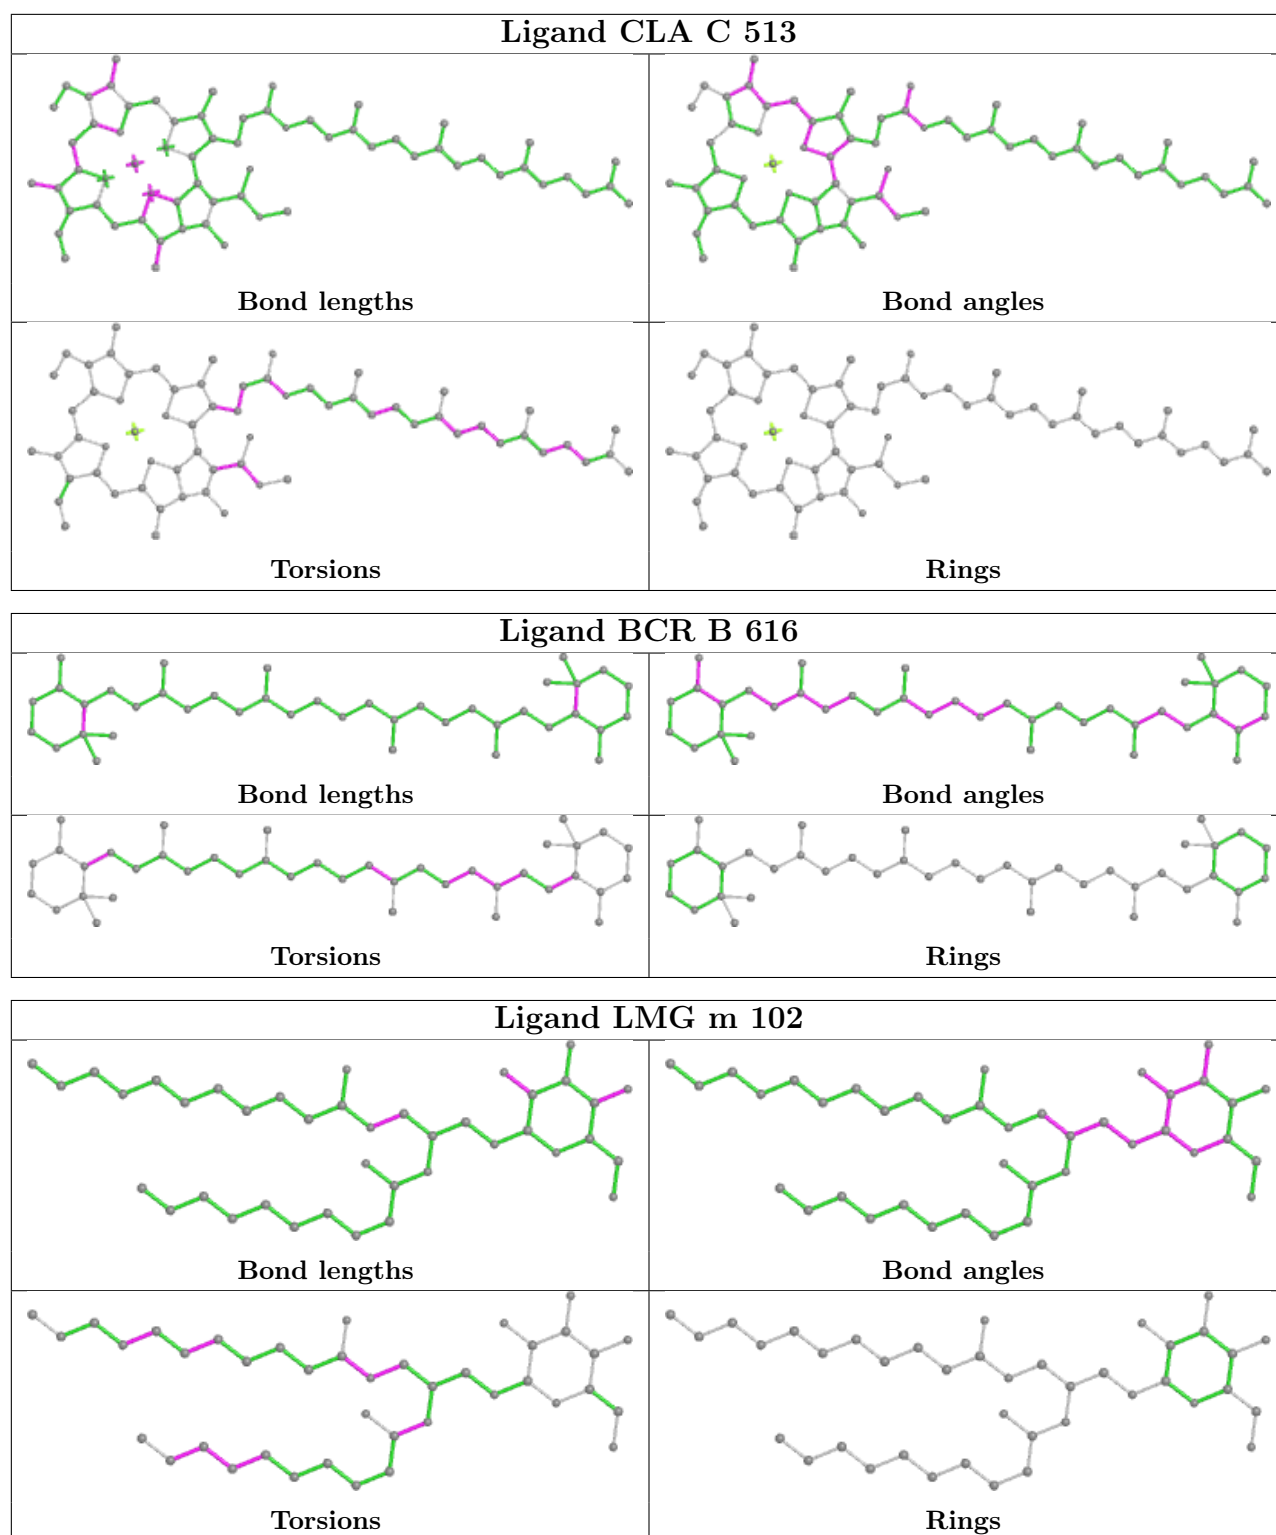 Ligand CLA C 513
Bond lengths
Bond angles
Torsions
Rings
Ligand BCR B 616
Bond lengths
Bond angles
Torsions
Rings
Ligand LMG m 102
Bond lengths
Bond angles
Torsions
Rings